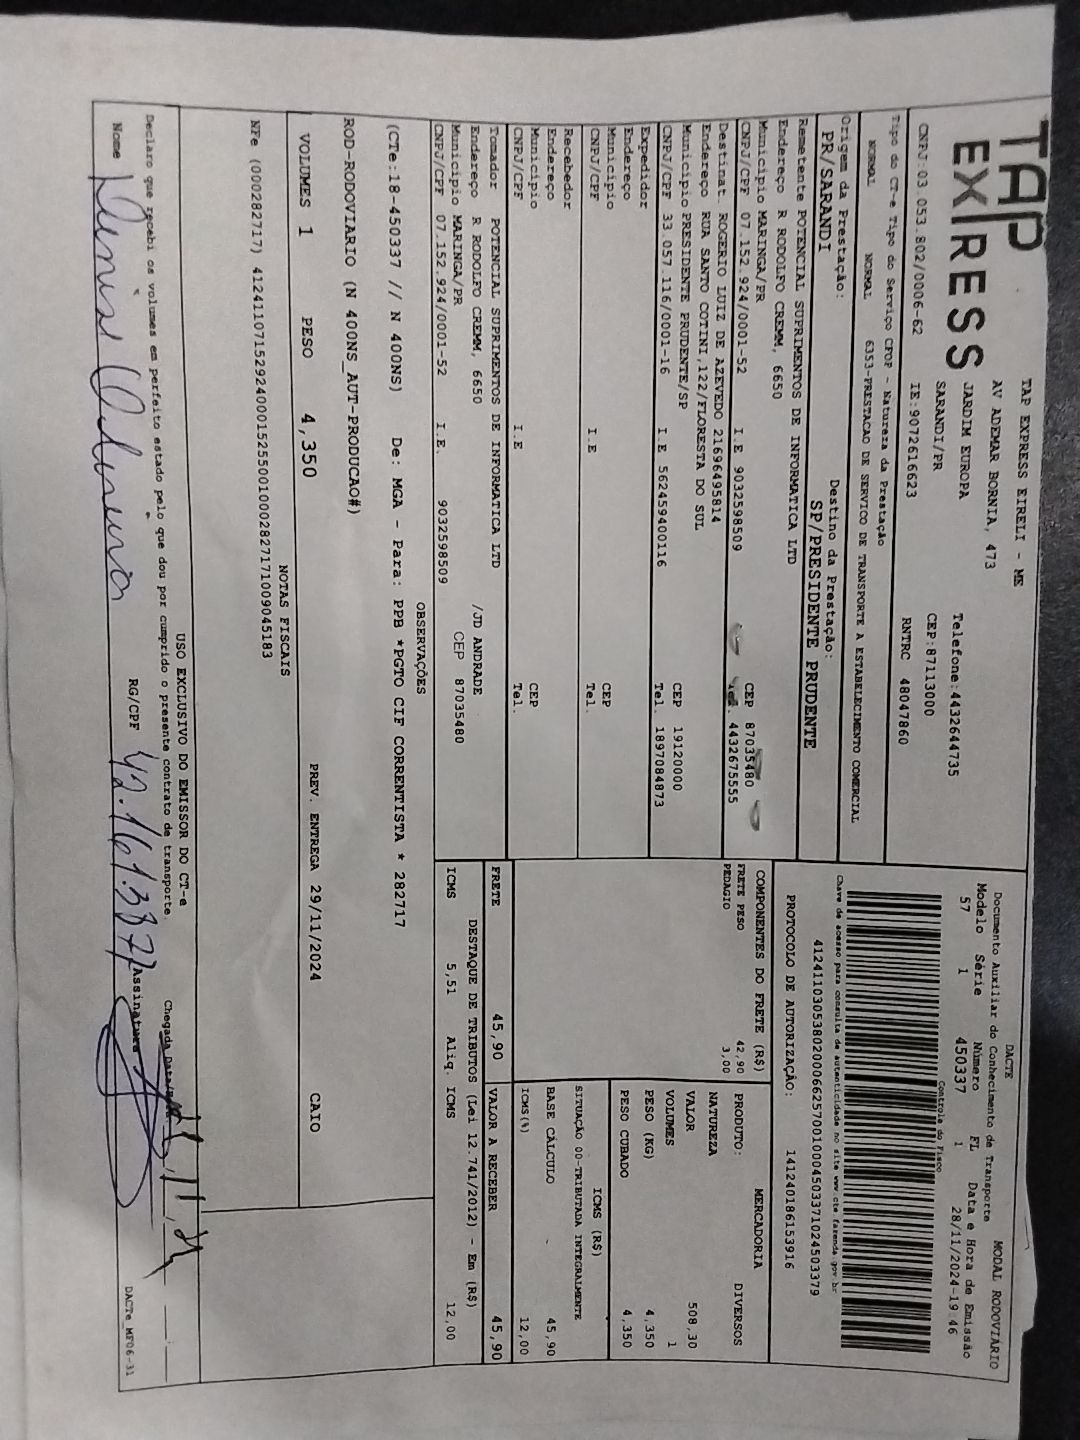 TAP
EXPRESS
TAP EXPRESS EIRELI - ME
AV ADEMAR BORNIA, 473
JARDIM EUROPA
SARANDI/PR
Telefone:4432644735
CEP:87113000
CNPJ:03.053.802/0006-62 IE:9072616623 RNTRC 48047860
DACTE MODAL RODOVIÁRIO
Documento Auxiliar do Conhecimento de Transporte
Modelo Série Número FL Data e Hora de Emissão
57 1 450337 1 28/11/2024-19:46
Controle do Fisco
Chave de acesso para consulta de autenticidade no site www.cte.fazenda.gov.br
41241103053802000662570010004503371024503379
PROTOCOLO DE AUTORIZAÇÃO: 141240186153916
Tipo do CT-e Tipo do Serviço CFOP - Natureza da Prestação
NORMAL NORMAL 6353-PRESTACAO DE SERVICO DE TRANSPORTE A ESTABELECIMENTO COMERCIAL
Origem da Prestação: Destino da Prestação:
PR/SARANDI SP/PRESIDENTE PRUDENTE
Remetente POTENCIAL SUPRIMENTOS DE INFORMATICA LTD
Endereço R RODOLFO CREMM, 6650
Município MARINGA/PR CEP 87035480
CNPJ/CPF 07.152.924/0001-52 I.E 9032598509 Tel. 4432675555
Destinat. ROGERIO LUIZ DE AZEVEDO 21696495814
Endereço RUA SANTO COTINI,122/FLORESTA DO SUL
Município PRESIDENTE PRUDENTE/SP CEP 19120000
CNPJ/CPF 33.057.116/0001-16 I.E 562459400116 Tel. 1897084873
Expedidor
Endereço
Município CEP
CNPJ/CPF I.E Tel.
Recebedor
Endereço
Município CEP
CNPJ/CPF I.E Tel.
Tomador POTENCIAL SUPRIMENTOS DE INFORMATICA LTD
Endereço R RODOLFO CREMM, 6650 /JD ANDRADE
Município MARINGA/PR CEP 87035480
CNPJ/CPF 07.152.924/0001-52 I.E. 9032598509
COMPONENTES DO FRETE (R$)
FRETE PESO 42,90
PEDAGIO 3,00
MERCADORIA
PRODUTO: DIVERSOS
NATUREZA
VALOR 508,30
VOLUMES 1
PESO (KG) 4,350
PESO CUBADO 4,350
ICMS (R$)
SITUAÇÃO 00-TRIBUTADA INTEGRALMENTE
BASE CÁLCULO 45,90
ICMS(%) 12,00
FRETE 45,90 VALOR A RECEBER 45,90
DESTAQUE DE TRIBUTOS (Lei 12.741/2012) - Em (R$)
ICMS 5,51 Aliq. ICMS 12,00
OBSERVAÇÕES
(CTe:18-450337 // N 400NS) De: MGA - Para: PPB *PGTO CIF CORRENTISTA * 282717
ROD-RODOVIARIO (N 400NS_AUT-PRODUCAO#)
VOLUMES 1 PESO 4,350 PREV. ENTREGA 29/11/2024 CAIO
NOTAS FISCAIS
NFe (000282717) 41241107152924000152550010002827171009045183
USO EXCLUSIVO DO EMISSOR DO CT-e
Declaro que recebi os volumes em perfeito estado pelo que dou por cumprido o presente contrato de transporte.
Nome RG/CPF 42.161.337 Assinatura
DACTe_MF06-31